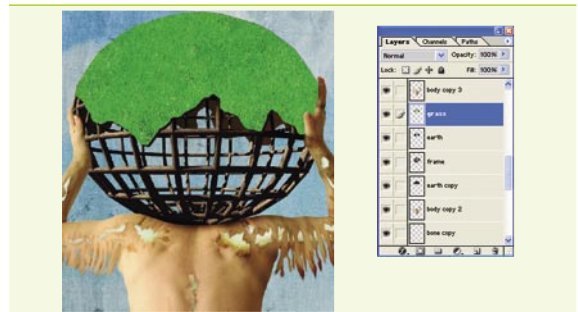 Layers Channels Paths
Normal Opacity: 100%
Lock: Fill: 100%
body copy 3
grass
earth
frame
earth copy
body copy 2
bone copy